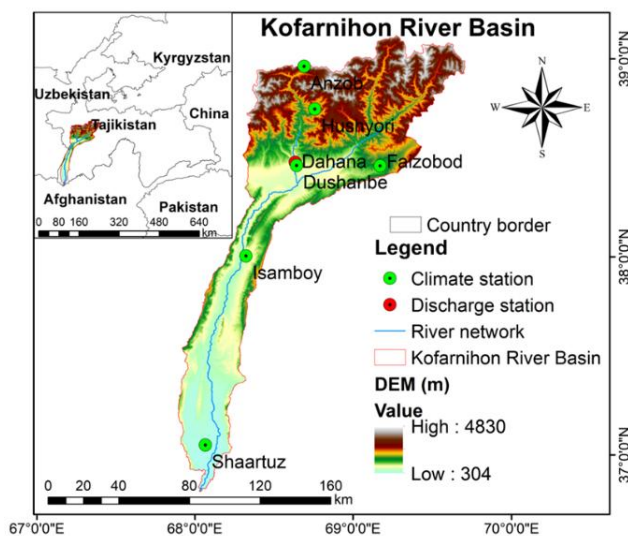 Kofarnihon River Basin
Kyrgyzstan
Uzbekistan
China
Tajikistan
Afghanistan
Pakistan
0 80 160 320 480 640
km
N
W E
S
Anzob
Hushyori
Dahana
Faizobod
Dushanbe
Isamboy
Shaartuz
Country border
Legend
Climate station
Discharge station
River network
Kofarnihon River Basin
DEM (m)
Value
High : 4830
Low : 304
0 20 40 80 120 160
km
39°0'0"N
38°0'0"N
37°0'0"N
67°0'0"E 68°0'0"E 69°0'0"E 70°0'0"E